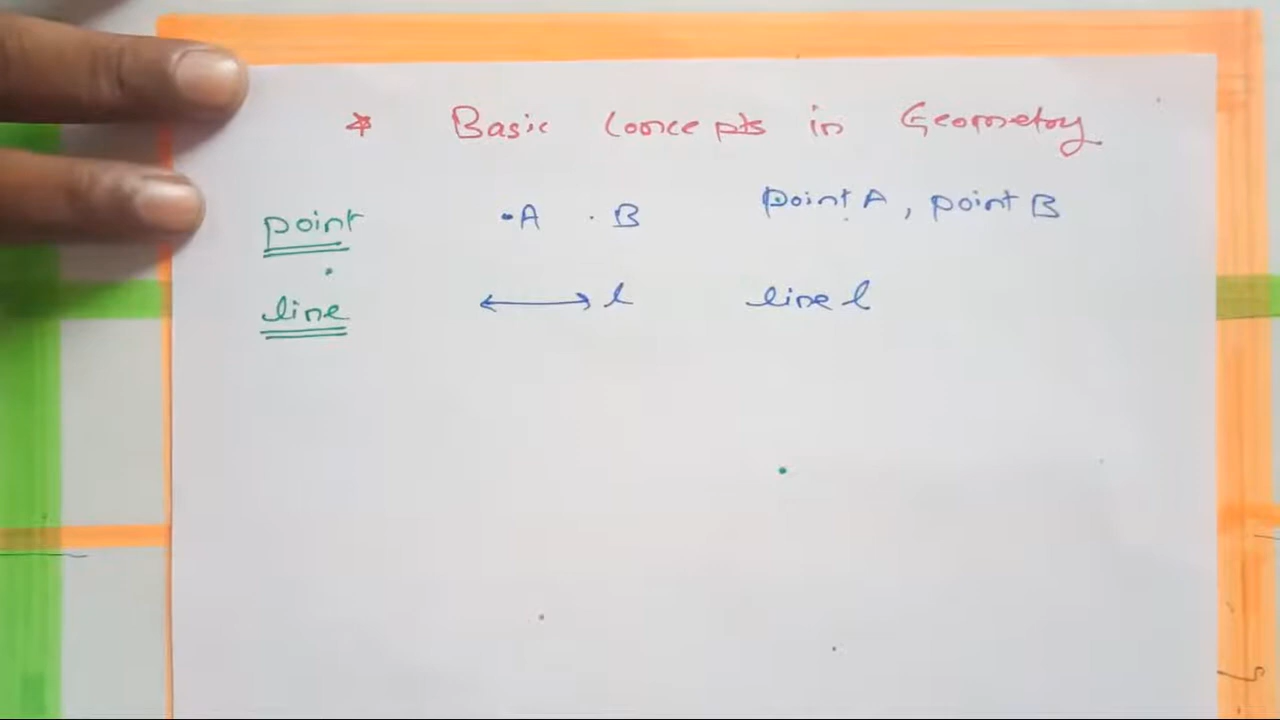 * Basic Concepts in Geometry
point •A · B point A, point B
line ↔ l line l